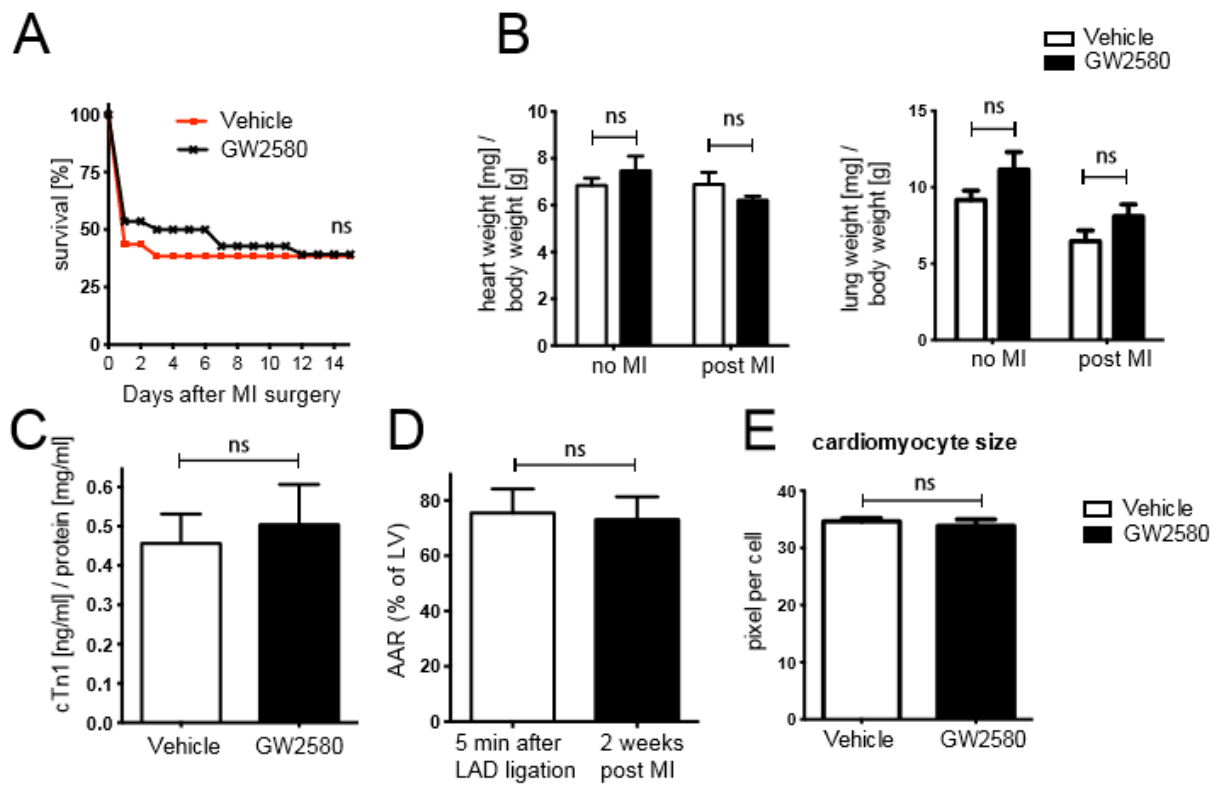 A
B
Vehicle
GW2580
Vehicle
GW2580
ns
survival [%]
100
75
50
25
0
0 2 4 6 8 10 12 14
Days after MI surgery
heart weight [mg] /
body weight [g]
10
8
6
4
2
0
ns
ns
no MI
post MI
lung weight [mg] /
body weight [g]
15
10
5
0
ns
ns
no MI
post MI
C
cTn1 [ng/ml] / protein [mg/ml]
0.6
0.5
0.4
0.3
0.2
0.1
0.0
ns
Vehicle
GW2580
D
AAR (% of LV)
80
60
40
20
0
ns
5 min after
LAD ligation
2 weeks
post MI
E
cardiomyocyte size
pixel per cell
40
30
20
10
0
ns
Vehicle
GW2580
Vehicle
GW2580